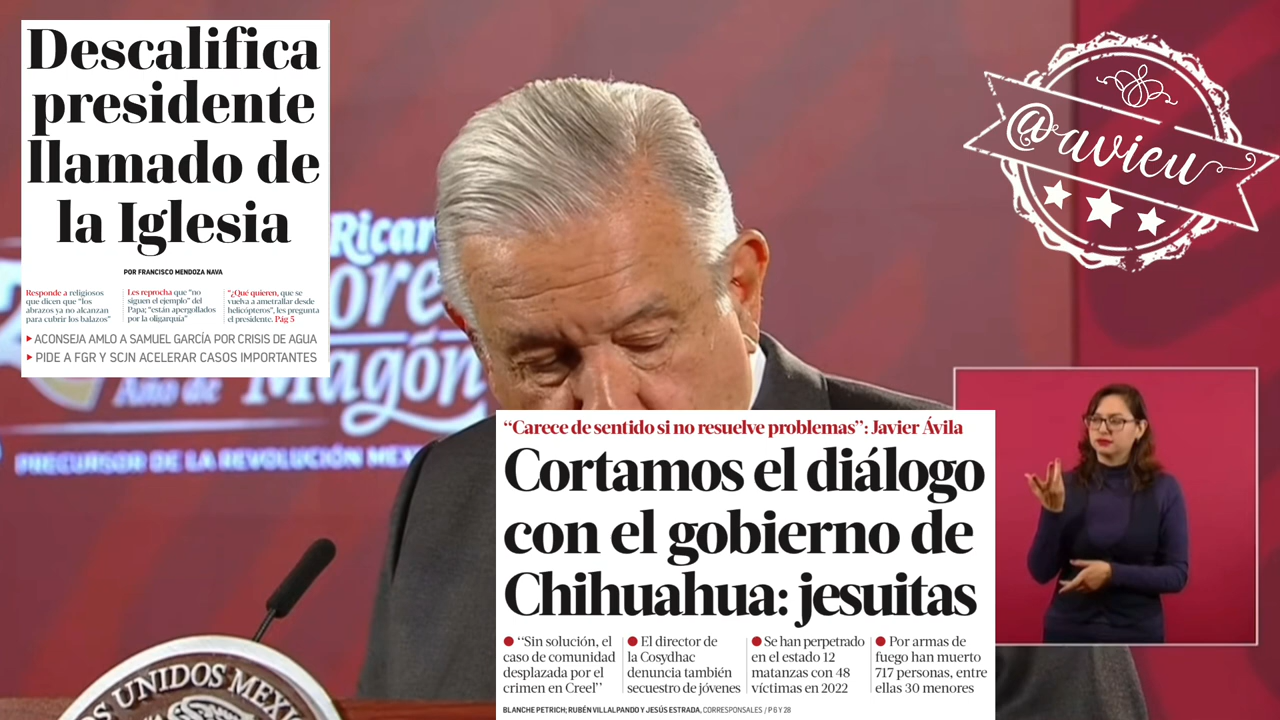 Descalifica
presidente
llamado de
la Iglesia
POR FRANCISCO MENDOZA NAVA
Responde a religiosos
que dicen que “los
abrazos ya no alcanzan
para cubrir los balazos”
Les reprocha que “no
siguen el ejemplo” del
Papa; “están apergollados
por la oligarquía”
“¿Qué quieren, que se
vuelva a ametrallar desde
helicópteros”, les pregunta
el presidente. Pág 5
ACONSEJA AMLO A SAMUEL GARCÍA POR CRISIS DE AGUA
PIDE A FGR Y SCJN ACELERAR CASOS IMPORTANTES
@avieu
Ricar
ore
Año de Magón
PRECURSOR DE LA REVOLUCIÓN MEX
“Carece de sentido si no resuelve problemas”: Javier Ávila
Cortamos el diálogo
con el gobierno de
Chihuahua: jesuitas
“Sin solución, el
caso de comunidad
desplazada por el
crimen en Creel”
El director de
la Cosydhac
denuncia también
secuestro de jóvenes
Se han perpetrado
en el estado 12
matanzas con 48
víctimas en 2022
Por armas de
fuego han muerto
717 personas, entre
ellas 30 menores
BLANCHE PETRICH; RUBÉN VILLALPANDO Y JESÚS ESTRADA, CORRESPONSALES / P 6 Y 28
UNIDOS MEXI